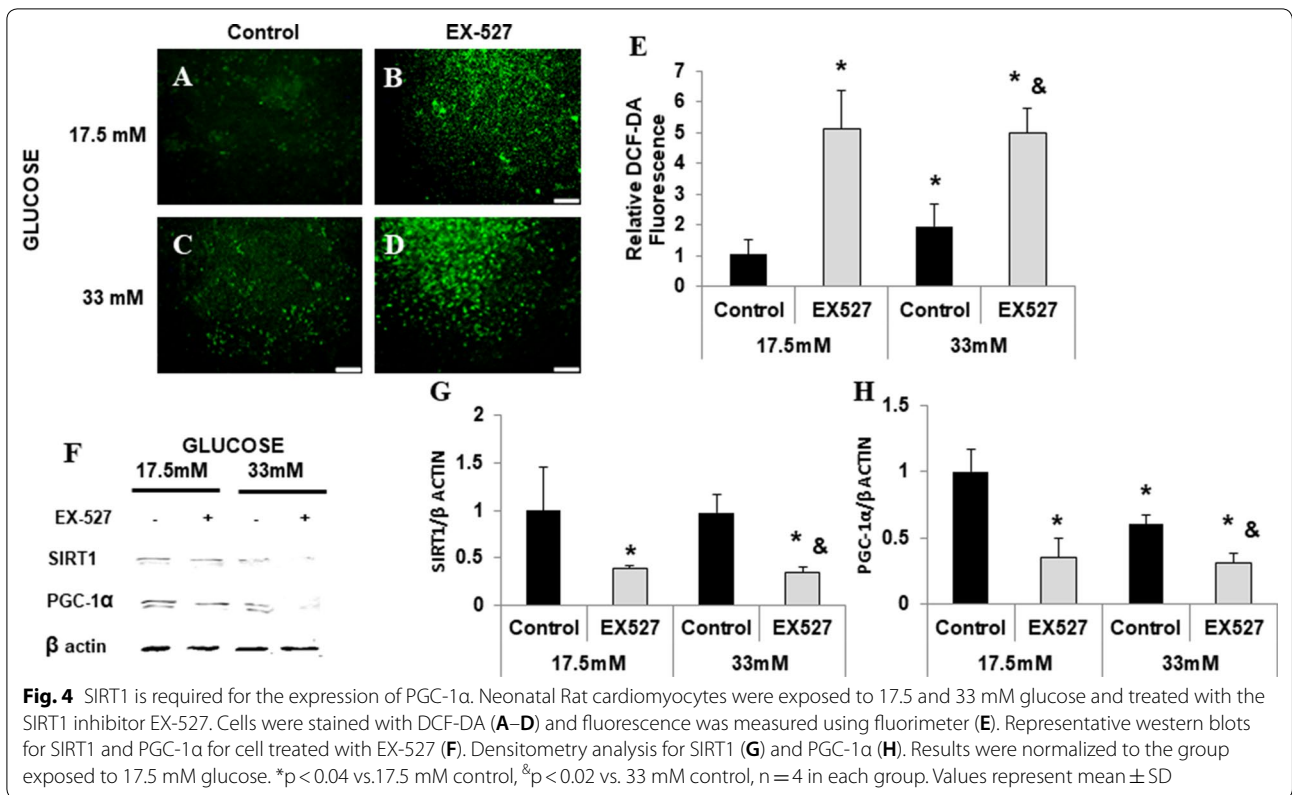 Control EX-527
A B
17.5 mM
GLUCOSE
C D
33 mM
E
Relative DCF-DA
Fluorescence
7
6
5
4
3
2
1
0
* * * &
Control EX527 Control EX527
17.5mM 33mM
F
GLUCOSE
17.5mM 33mM
EX-527 - + - +
SIRT1
PGC-1α
β actin
G
SIRT1/β ACTIN
2
1.5
1
0.5
0
* * &
Control EX527 Control EX527
17.5mM 33mM
H
PGC-1α/β ACTIN
1.5
1
0.5
0
* * * &
Control EX527 Control EX527
17.5mM 33mM
Fig. 4 SIRT1 is required for the expression of PGC-1α. Neonatal Rat cardiomyocytes were exposed to 17.5 and 33 mM glucose and treated with the
SIRT1 inhibitor EX-527. Cells were stained with DCF-DA (A–D) and fluorescence was measured using fluorimeter (E). Representative western blots
for SIRT1 and PGC-1α for cell treated with EX-527 (F). Densitometry analysis for SIRT1 (G) and PGC-1α (H). Results were normalized to the group
exposed to 17.5 mM glucose. *p < 0.04 vs.17.5 mM control, &p < 0.02 vs. 33 mM control, n = 4 in each group. Values represent mean ± SD